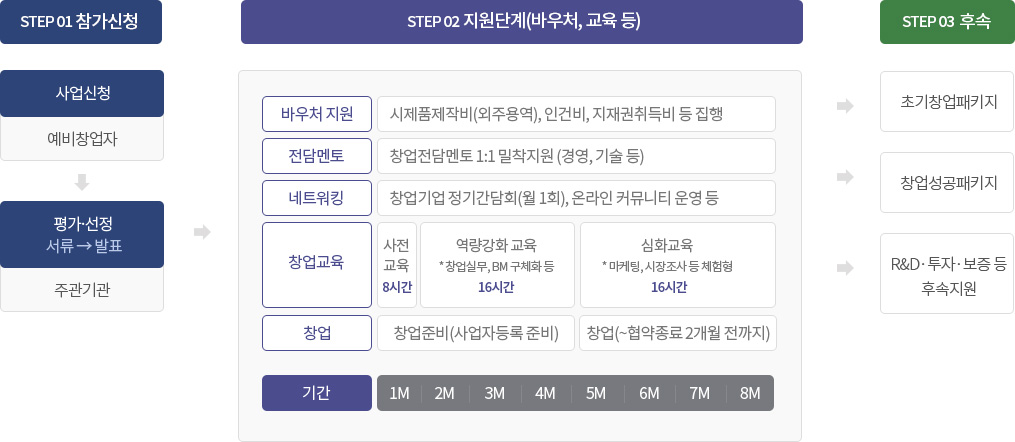 STEP 01 참가신청
사업신청
예비창업자
평가·선정
서류 → 발표
주관기관
STEP 02 지원단계(바우처, 교육 등)
바우처 지원
시제품제작비(외주용역), 인건비, 지재권취득비 등 집행
전담멘토
창업전담멘토 1:1 밀착지원 (경영, 기술 등)
네트워킹
창업기업 정기간담회(월 1회), 온라인 커뮤니티 운영 등
창업교육
사전
교육
8시간
역량강화 교육
* 창업실무, BM 구체화 등
16시간
심화교육
* 마케팅, 시장조사 등 체험형
16시간
창업
창업준비(사업자등록 준비)
창업(~협약종료 2개월 전까지)
기간
1M 2M 3M 4M 5M 6M 7M 8M
STEP 03 후속
초기창업패키지
창업성공패키지
R&D· 투자· 보증 등
후속지원